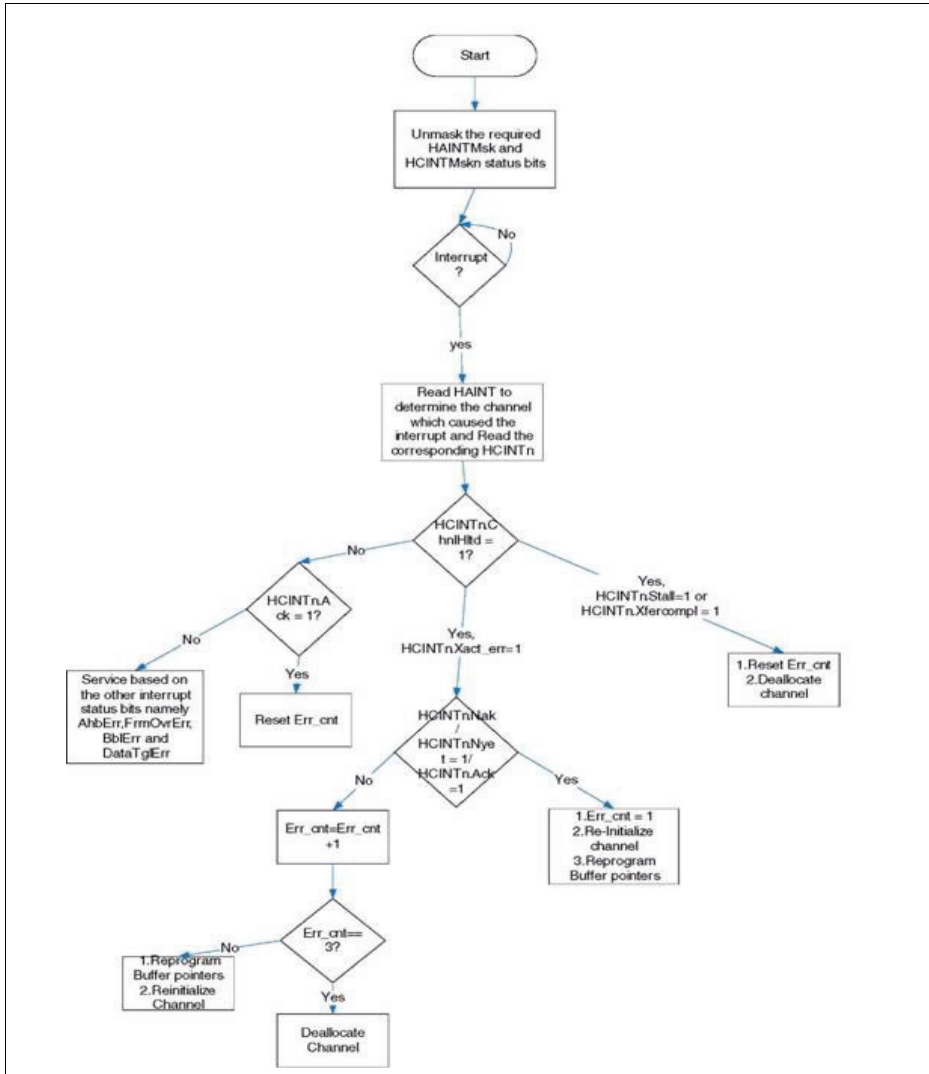 Start
Unmask the required
HAINTMsk and
HCINTMskn status bits
No
Interrupt
?
yes
Read HAINT to
determine the channel
which caused the
interrupt and Read the
corresponding HCINTn
HCINTn.C
hnlHltd =
1?
No
Yes,
HCINTn.Stall=1 or
HCINTn.Xfercompl = 1
HCINTn.A
ck = 1?
No
Yes
Yes,
HCINTn.Xact_err=1
1.Reset Err_cnt
2.Deallocate
channel
Service based on
the other interrupt
status bits namely
AhbErr,FrmOvrErr,
BblErr and
DataTglErr
Reset Err_cnt
HCINTn.Nak
/
HCINTn.Nye
t = 1/
HCINTn.Ack
=1
No
Yes
Err_cnt=Err_cnt
+1
1.Err_cnt = 1
2.Re-Initialize
channel
3.Reprogram
Buffer pointers
Err_cnt==
3?
No
1.Reprogram
Buffer pointers
2.Reinitialize
Channel
Yes
Deallocate
Channel